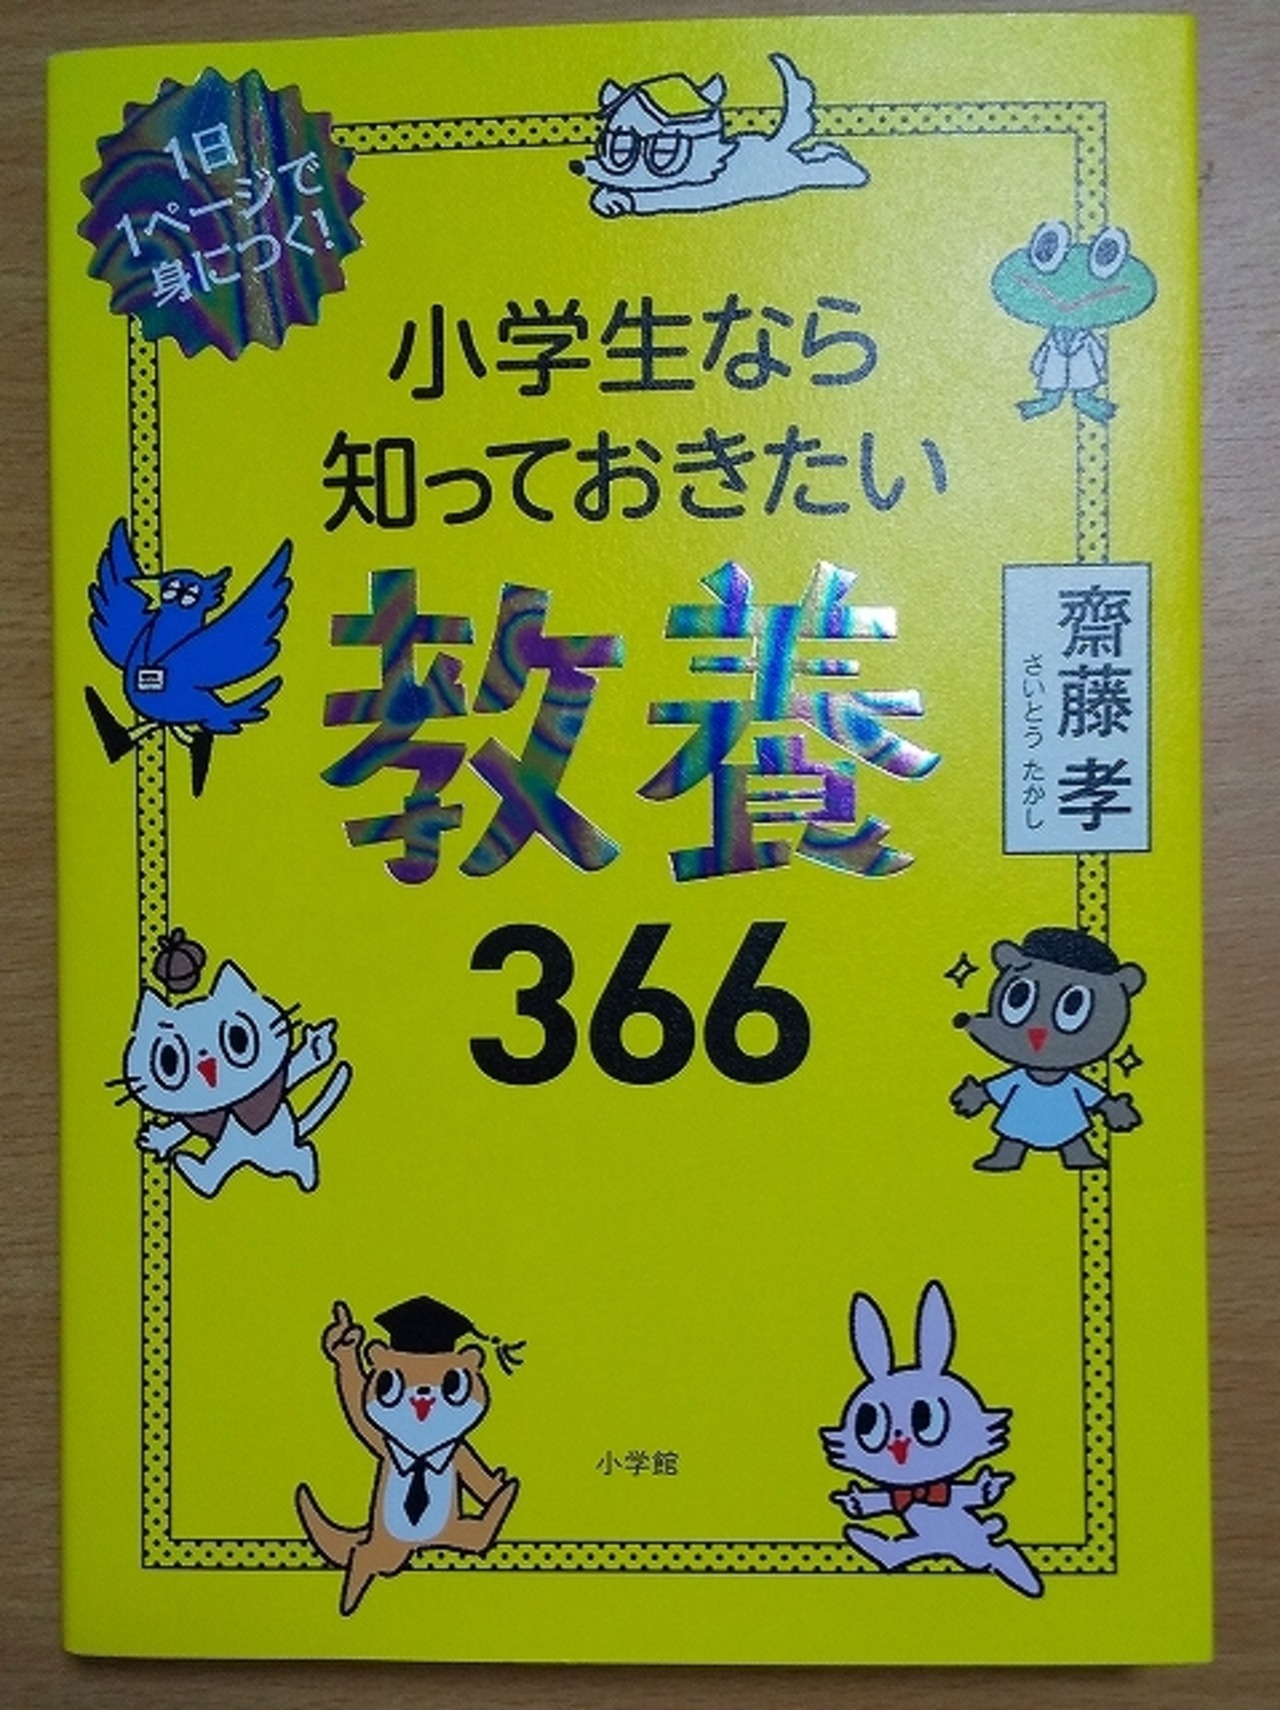 1日
1ページで
身につく!
小学生なら
知っておきたい
教養
366
齋藤 孝
さいとう たかし
小学館